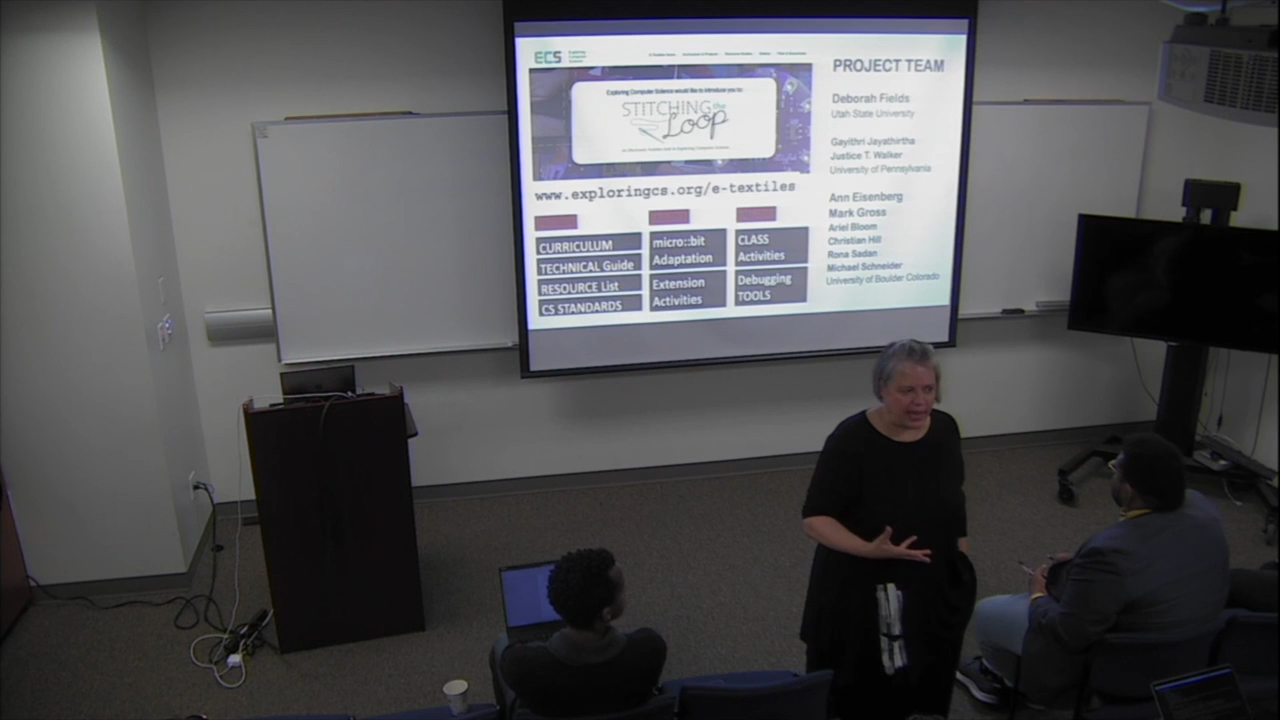 ECS
Exploring
Computer
Science
Exploring Computer Science would like to introduce you to:
STITCHING the
Loop
www.exploringcs.org/e-textiles
CURRICULUM
TECHNICAL Guide
RESOURCE List
CS STANDARDS
micro::bit
Adaptation
Extension
Activities
CLASS
Activities
Debugging
TOOLS
PROJECT TEAM
Deborah Fields
Utah State University
Gayithri Jayathirtha
Justice T. Walker
University of Pennsylvania
Ann Eisenberg
Mark Gross
Ariel Bloom
Christian Hill
Rona Sadan
Michael Schneider
University of Boulder Colorado